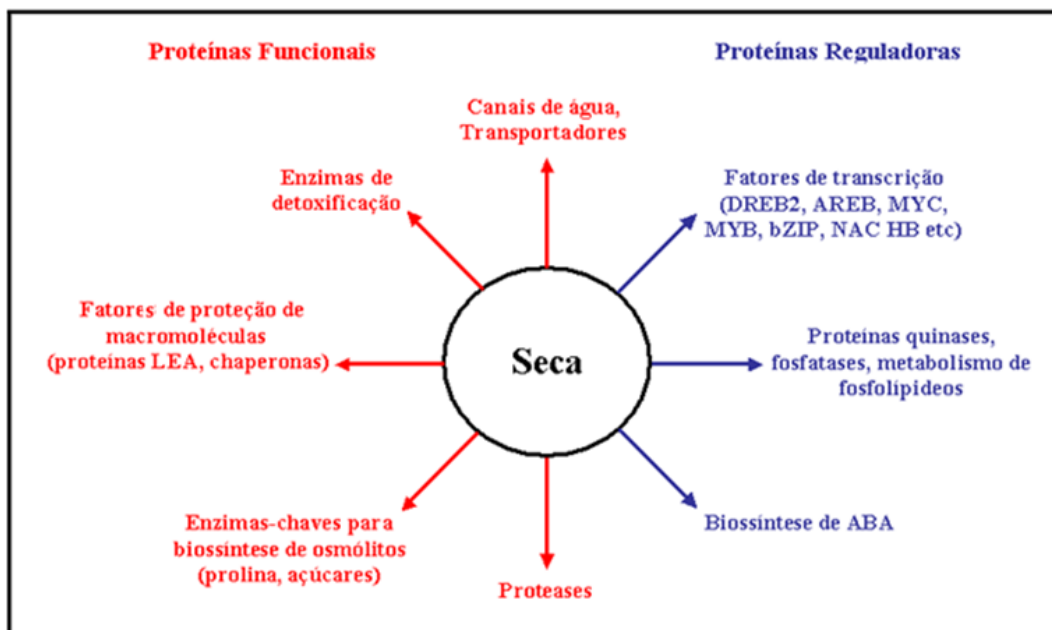 Proteínas Funcionais
Proteínas Reguladoras
Canais de água,
Transportadores
Enzimas de
detoxificação
Fatores de transcrição
(DREB2, AREB, MYC,
MYB, bZIP, NAC HB etc)
Fatores de proteção de
macromoléculas
(proteínas LEA, chaperonas)
Seca
Proteínas quinases,
fosfatases, metabolismo de
fosfolípídeos
Enzimas-chaves para
biossíntese de osmólitos
(prolina, açúcares)
Proteases
Biossíntese de ABA